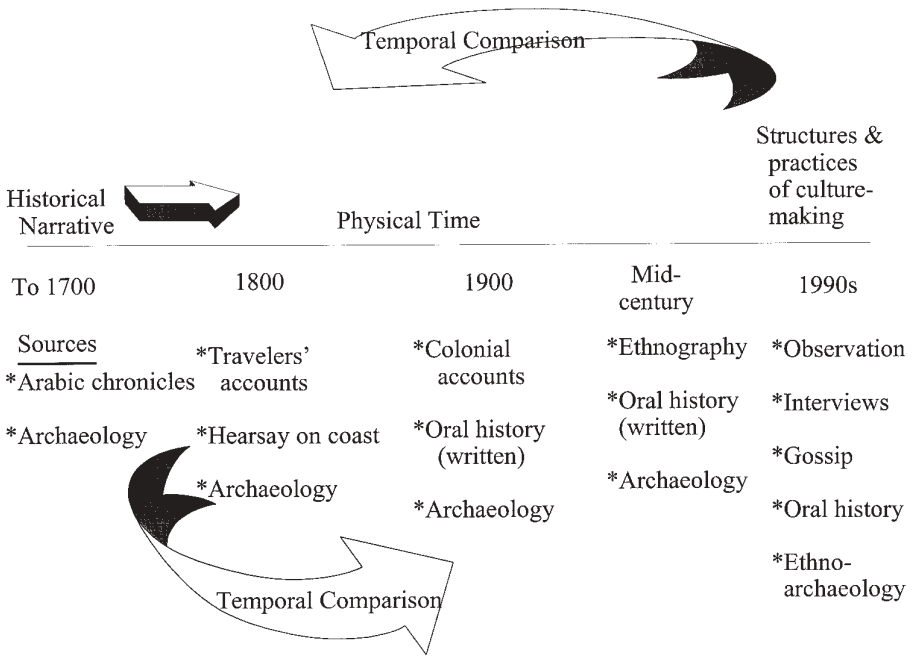 Temporal Comparison
Structures &
practices
of culture-
making
Historical
Narrative
Physical Time
To 1700
1800
1900
Mid-
century
1990s
Sources
*Arabic chronicles
*Archaeology
*Travelers’
accounts
*Hearsay on coast
*Archaeology
*Colonial
accounts
*Oral history
(written)
*Archaeology
*Ethnography
*Oral history
(written)
*Archaeology
*Observation
*Interviews
*Gossip
*Oral history
*Ethno-
archaeology
Temporal Comparison